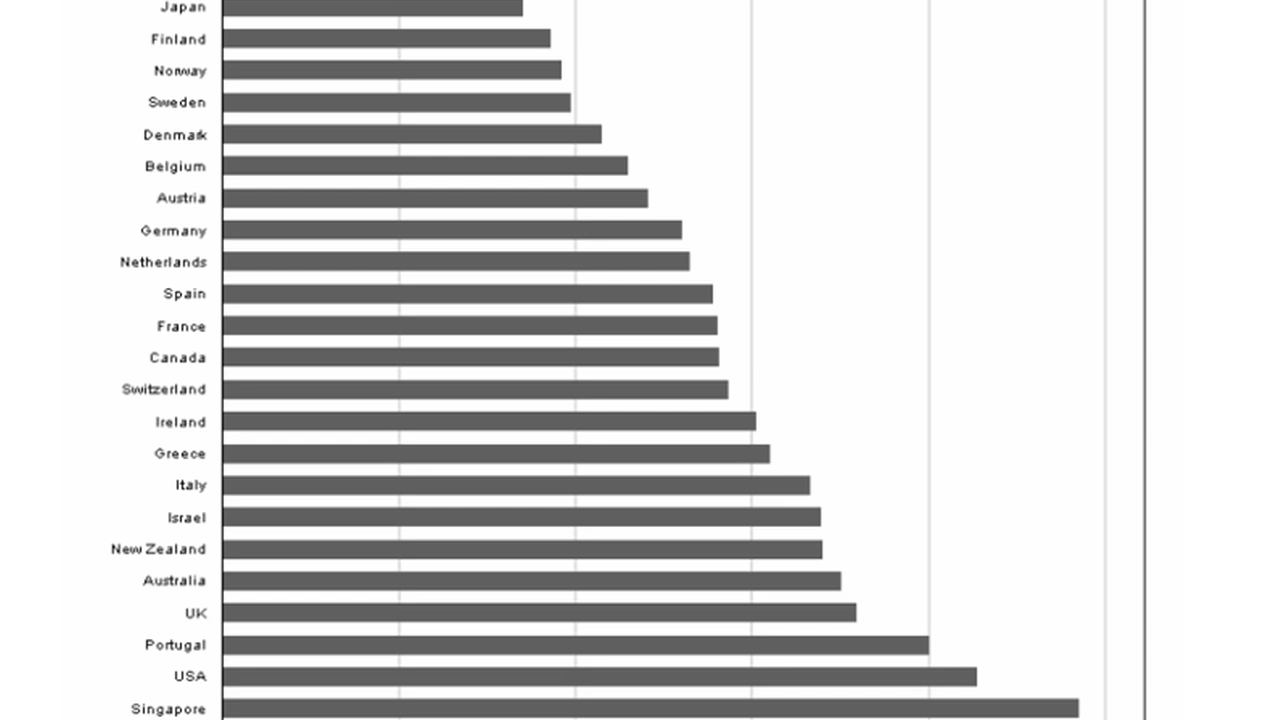 Japan
Finland
Norway
Sweden
Denmark
Belgium
Austria
Germany
Netherlands
Spain
France
Canada
Switzerland
Ireland
Greece
Italy
Israel
New Zealand
Australia
UK
Portugal
USA
Singapore